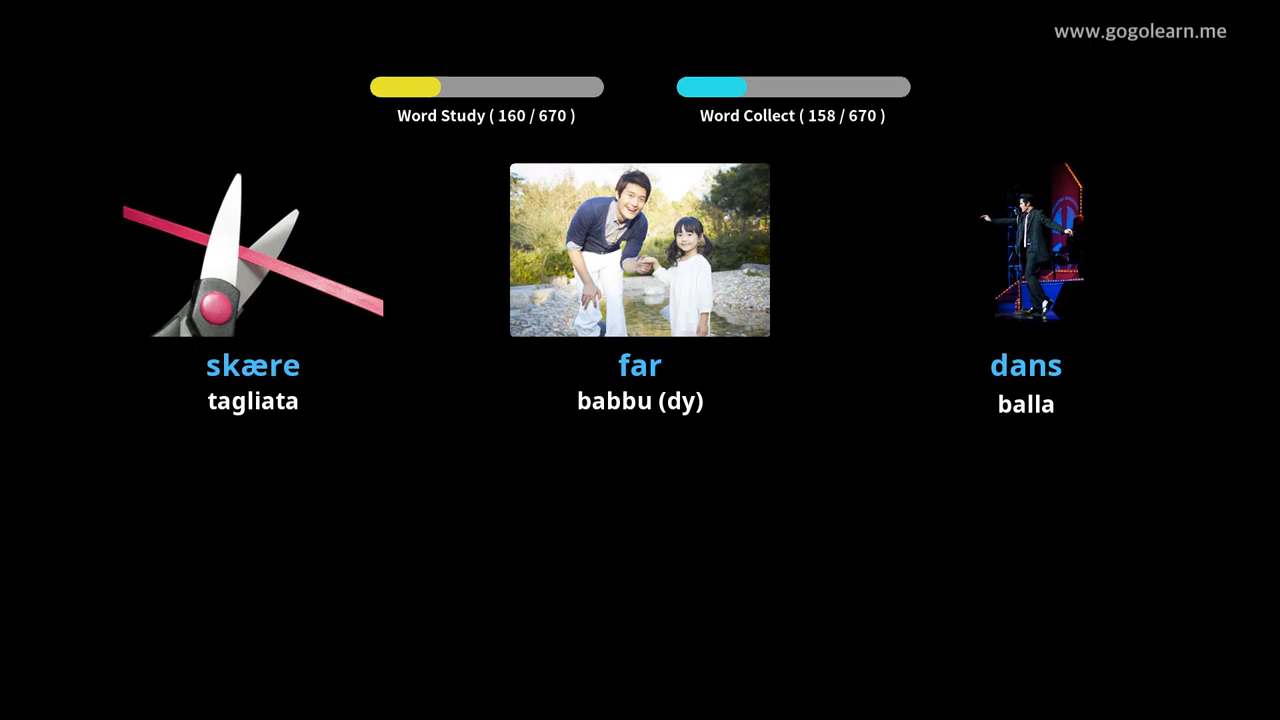 www.gogolearn.me
Word Study ( 160 / 670 )
Word Collect ( 158 / 670 )
skære
tagliata
far
babbu (dy)
dans
balla